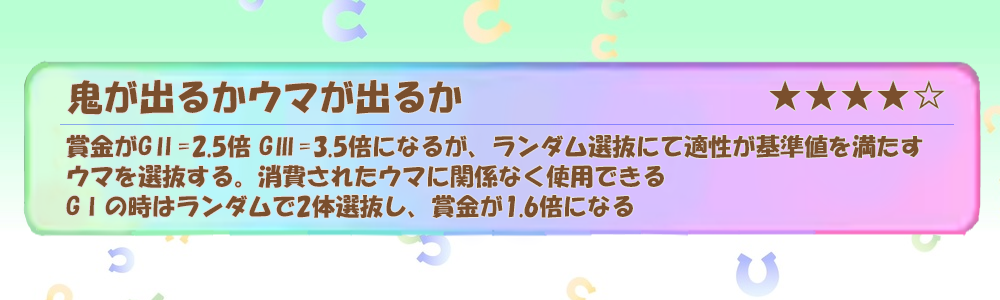 鬼が出るかウマが出るか ★★★★☆
賞金がGⅡ=2.5倍 GⅢ=3.5倍になるが、ランダム選抜にて適性が基準値を満たす
ウマを選抜する。消費されたウマに関係なく使用できる
GⅠの時はランダムで2体選抜し、賞金が1.6倍になる